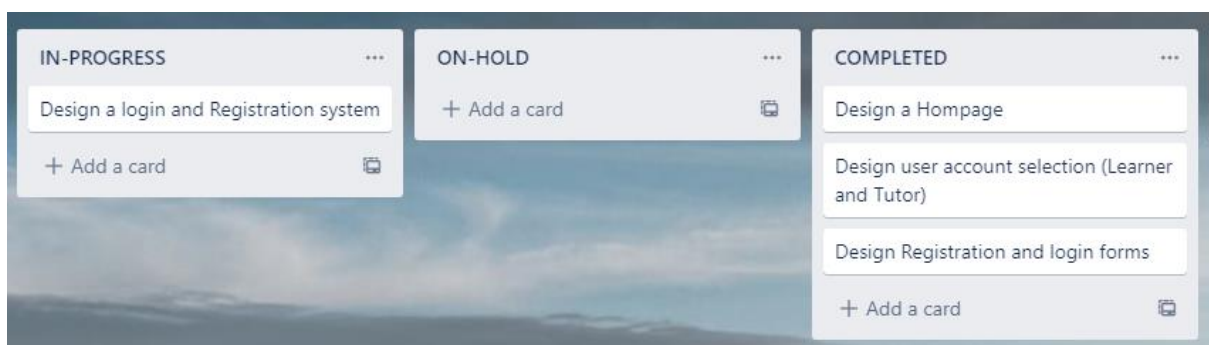 IN-PROGRESS
Design a login and Registration system
+ Add a card
ON-HOLD
+ Add a card
COMPLETED
Design a Hompage
Design user account selection (Learner
and Tutor)
Design Registration and login forms
+ Add a card